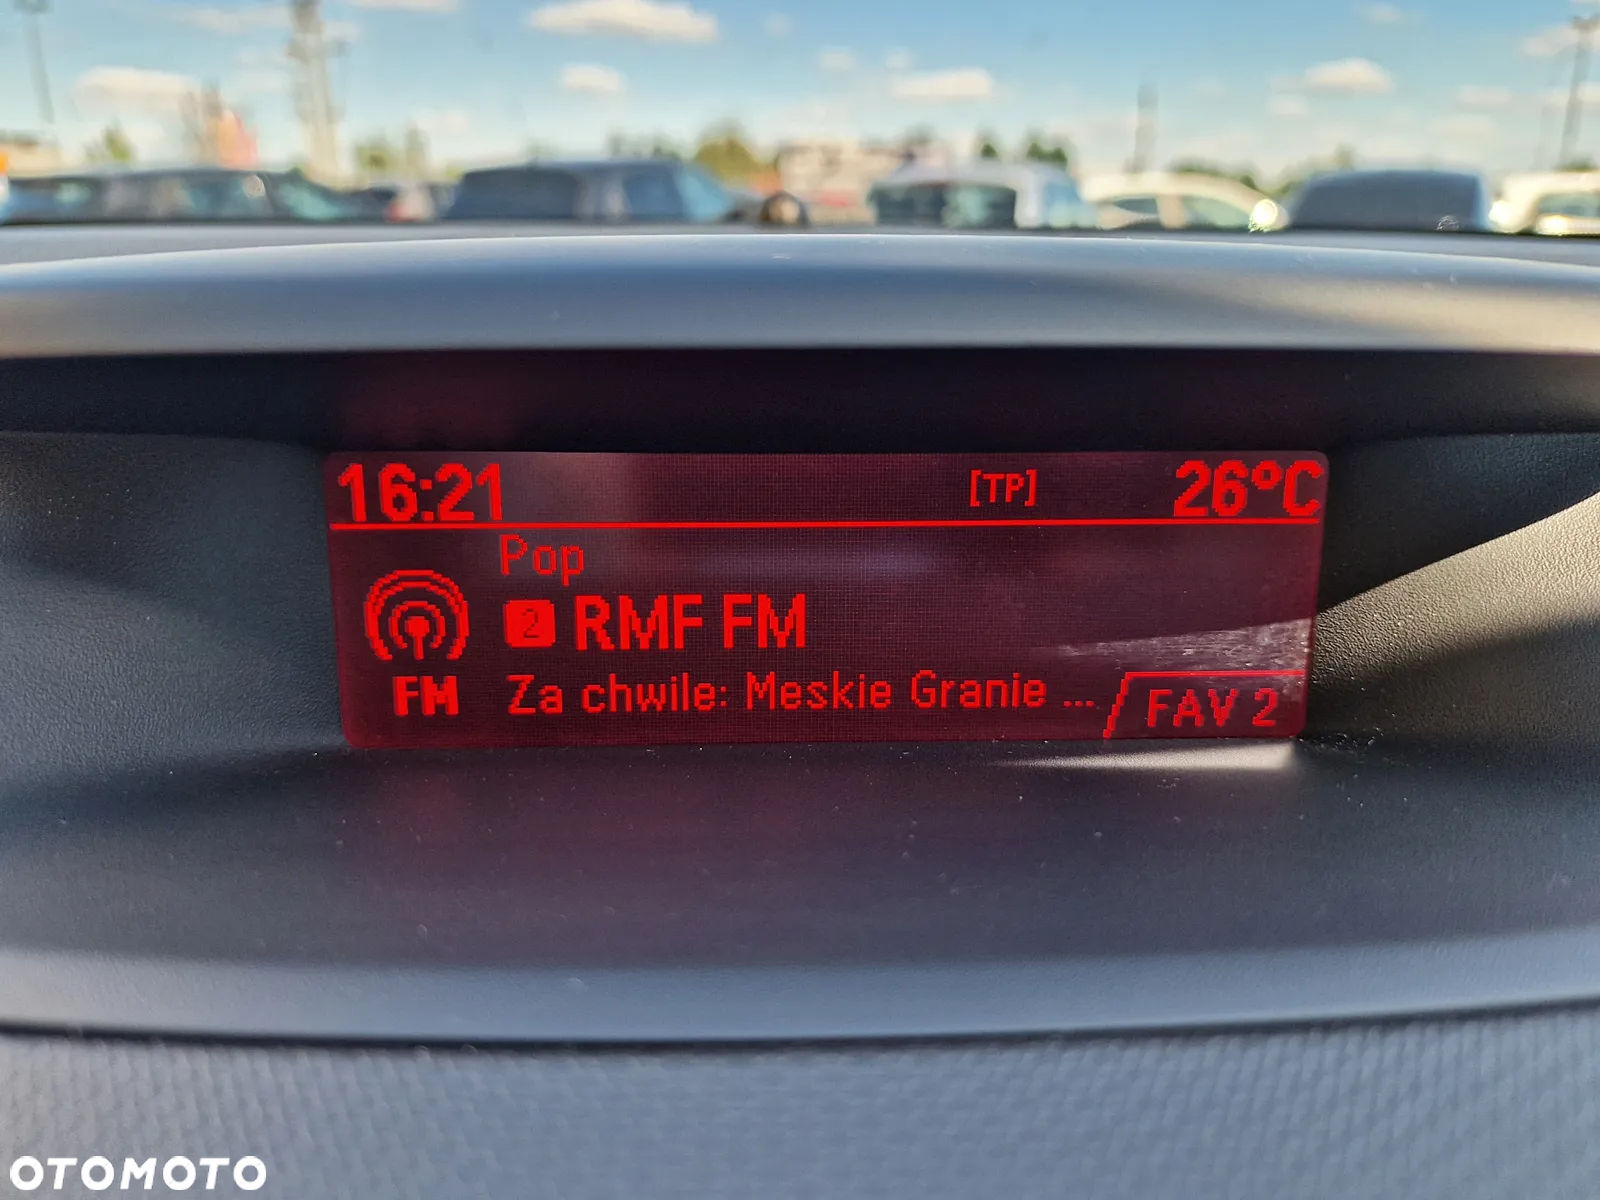 16:21 [TP] 26°C
Pop
2 RMF FM
FM Za chwile: Meskie Granie ... FAV 2
OTOMOTO